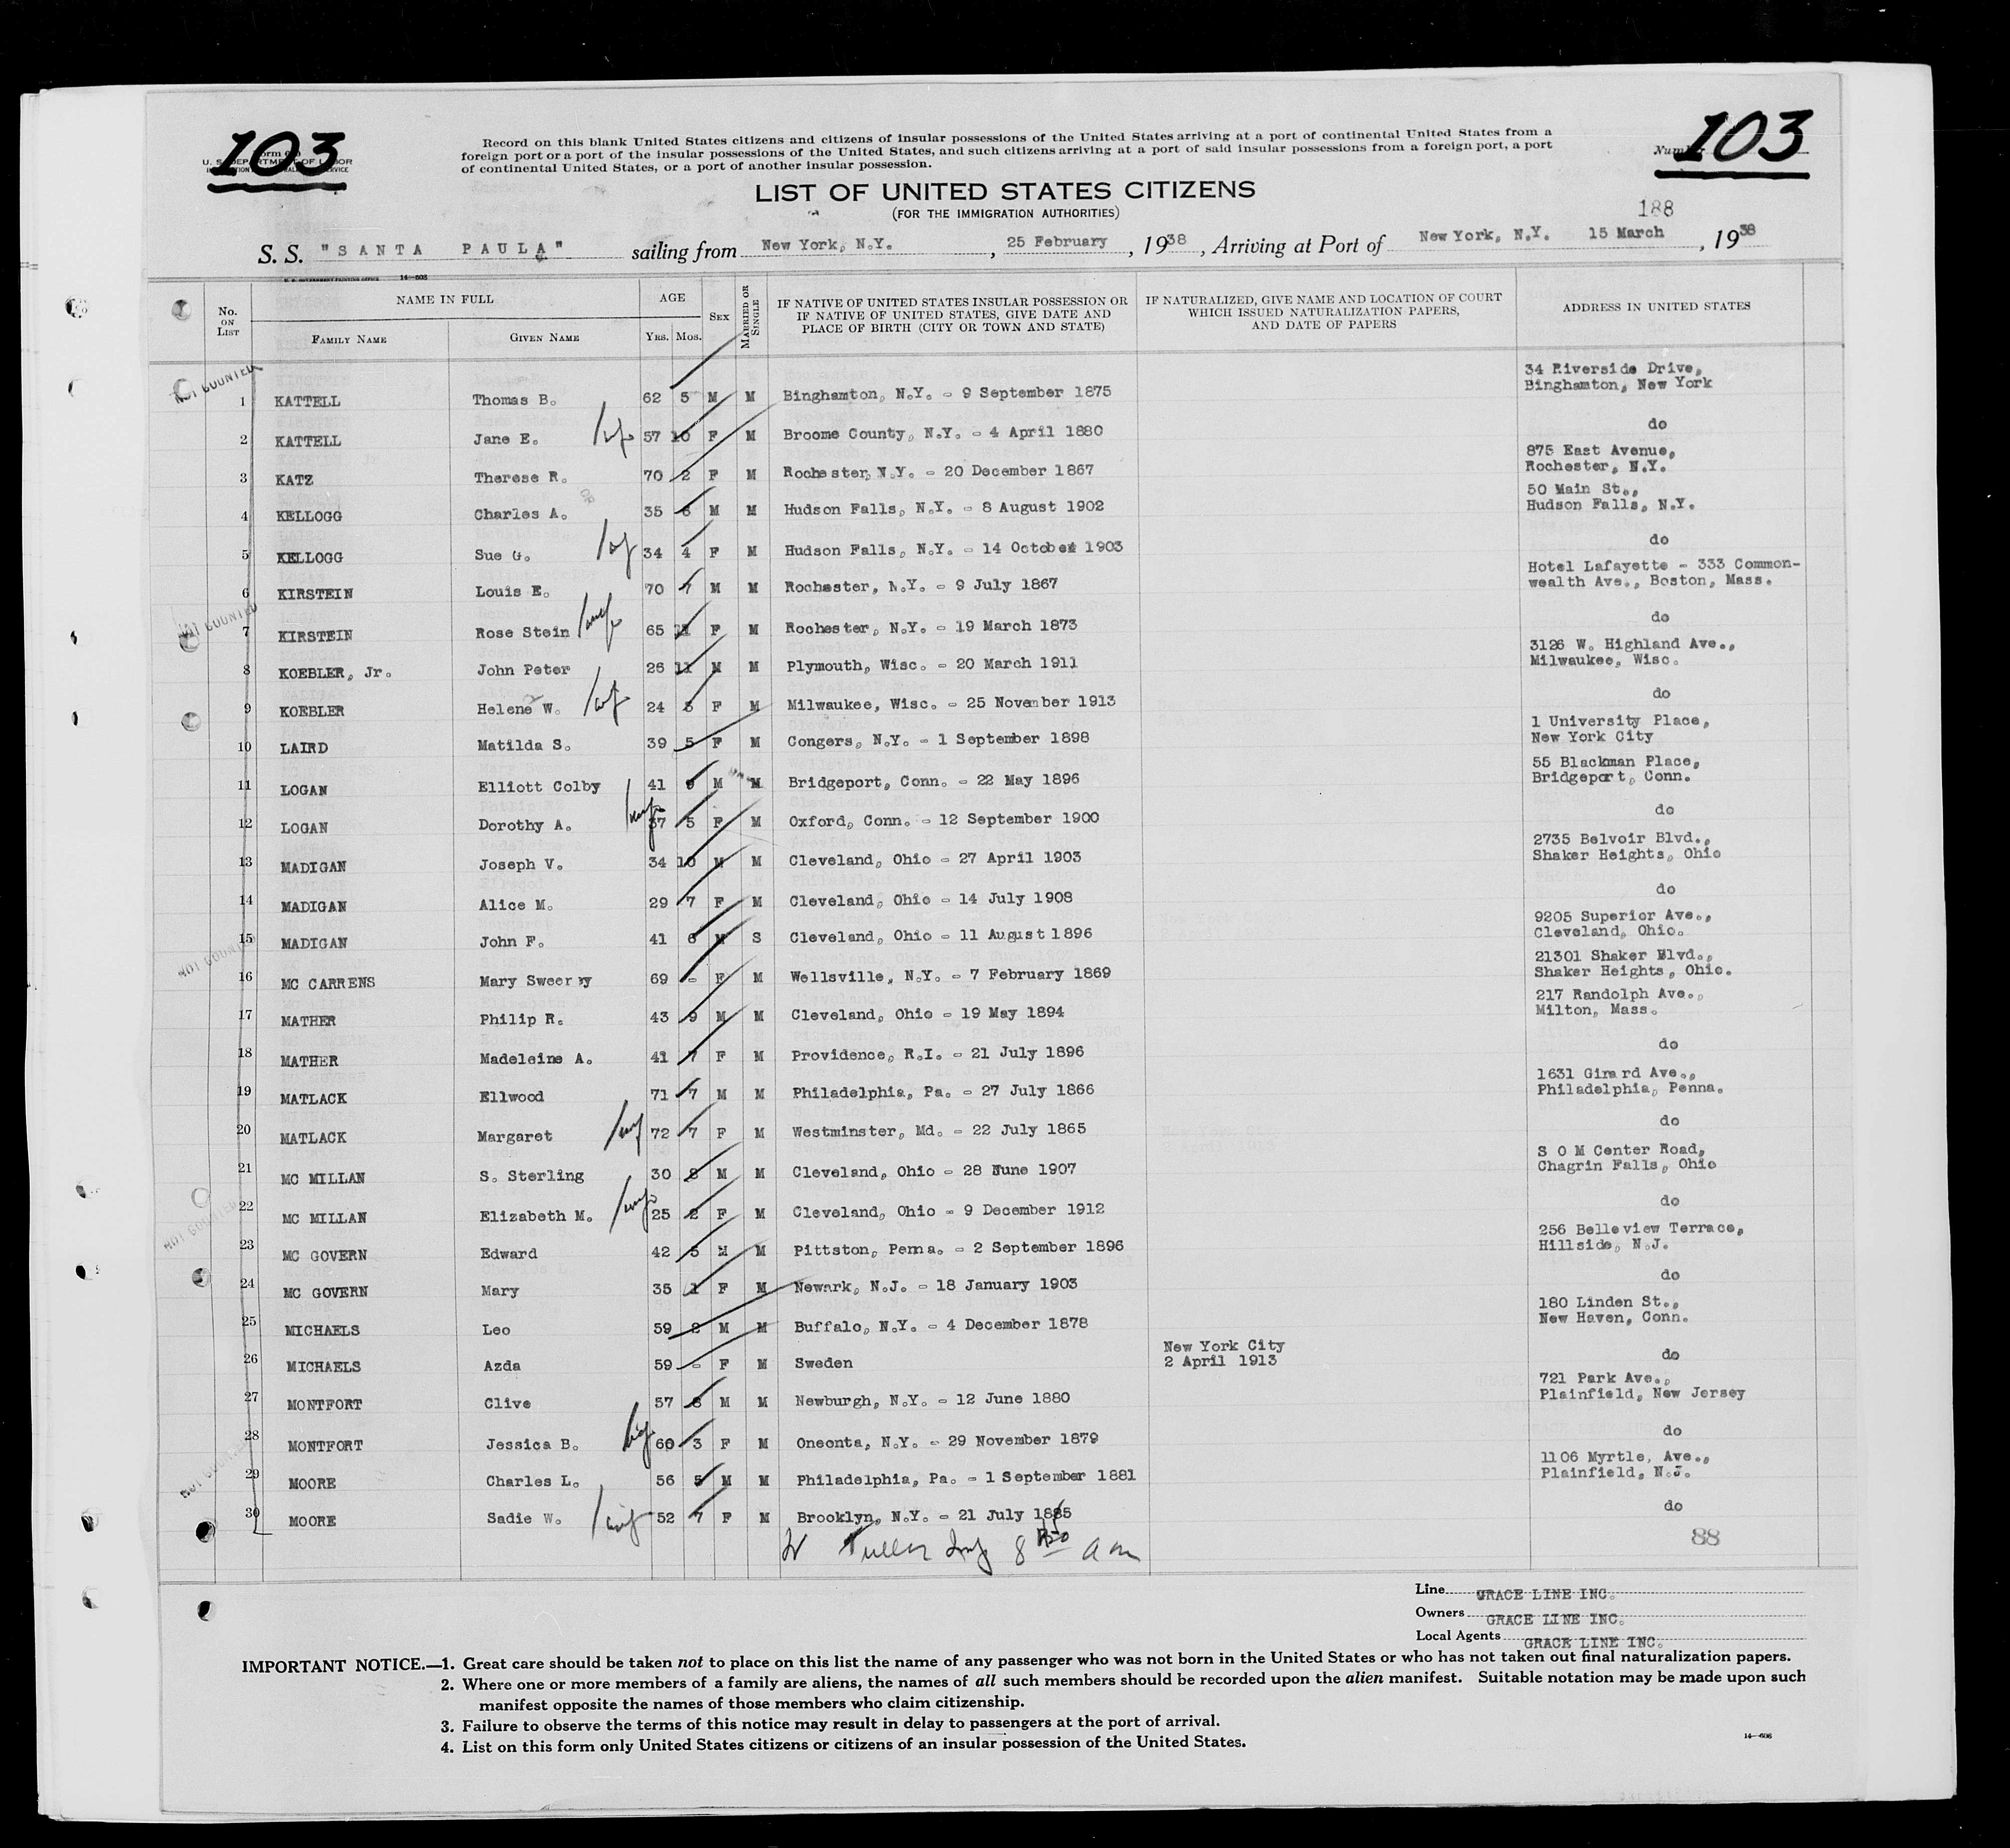 103
103
Form 6
U. S. DEPARTMENT OF LABOR
Record on this blank United States citizens and citizens of insular possessions of the United States arriving at a port of continental United States from a
foreign port or a port of the insular possessions of the United States, and such citizens arriving at a port of said insular possessions from a foreign port, a port
of continental United States, or a port of another insular possession.
LIST OF UNITED STATES CITIZENS
(FOR THE IMMIGRATION AUTHORITIES)
188
S. S. "SANTA PAULA" sailing from New York, N.Y. , 25 February , 1938 , Arriving at Port of New York, N.Y. 15 March , 1938
U. S. GOVERNMENT PRINTING OFFICE 14—608
No. ON LIST NAME IN FULL AGE SEX MARRIED OR SINGLE IF NATIVE OF UNITED STATES INSULAR POSSESSION OR IF NATIVE OF UNITED STATES, GIVE DATE AND PLACE OF BIRTH (CITY OR TOWN AND STATE) IF NATURALIZED, GIVE NAME AND LOCATION OF COURT WHICH ISSUED NATURALIZATION PAPERS, AND DATE OF PAPERS ADDRESS IN UNITED STATES
FAMILY NAME GIVEN NAME YRS. MOS.
NOT COUNTED
34 Riverside Drive,
1 KATTELL Thomas B. 62 5 M M Binghamton, N.Y. - 9 September 1875 Binghamton, New York
2 KATTELL Jane E. 57 10 F M Broome County, N.Y. - 4 April 1880 do
875 East Avenue,
3 KATZ Therese R. 70 2 F M Rochester, N.Y. - 20 December 1867 Rochester, N.Y.
50 Main St.,
4 KELLOGG Charles A. 35 6 M M Hudson Falls, N.Y. - 8 August 1902 Hudson Falls, N.Y.
5 KELLOGG Sue G. 34 4 F M Hudson Falls, N.Y. - 14 October 1903 do
Hotel Lafayette - 333 Common-
6 KIRSTEIN Louis E. 70 7 M M Rochester, N.Y. - 9 July 1867 wealth Ave., Boston, Mass.
NOT COUNTED
7 KIRSTEIN Rose Stein 65 11 F M Rochester, N.Y. - 19 March 1873 do
3126 W. Highland Ave.,
8 KOEBLER, Jr. John Peter 26 11 M M Plymouth, Wisc. - 20 March 1911 Milwaukee, Wisc.
9 KOEBLER Helene W. 24 5 F M Milwaukee, Wisc. - 25 November 1913 do
1 University Place,
10 LAIRD Matilda S. 39 5 F M Congers, N.Y. - 1 September 1898 New York City
55 Blackman Place,
11 LOGAN Elliott Colby 41 9 M M Bridgeport, Conn. - 22 May 1896 Bridgeport, Conn.
12 LOGAN Dorothy A. 37 5 F M Oxford, Conn. - 12 September 1900 do
2735 Belvoir Blvd.,
13 MADIGAN Joseph V. 34 10 M M Cleveland, Ohio - 27 April 1903 Shaker Heights, Ohio
14 MADIGAN Alice M. 29 7 F M Cleveland, Ohio - 14 July 1908 do
9205 Superior Ave.,
15 MADIGAN John F. 41 6 M S Cleveland, Ohio - 11 August 1896 Cleveland, Ohio.
NOT COUNTED
21301 Shaker Blvd.,
16 MC CARRENS Mary Sweeny 69 - F M Wellsville, N.Y. - 7 February 1869 Shaker Heights, Ohio.
217 Randolph Ave.,
17 MATHER Philip R. 43 9 M M Cleveland, Ohio - 19 May 1894 Milton, Mass.
18 MATHER Madeleine A. 41 7 F M Providence, R.I. - 21 July 1896 do
1631 Girard Ave.,
19 MATLACK Ellwood 71 7 M M Philadelphia, Pa. - 27 July 1866 Philadelphia, Penna.
20 MATLACK Margaret 72 7 F M Westminster, Md. - 22 July 1865 do
S O M Center Road,
21 MC MILLAN S. Sterling 30 8 M M Cleveland, Ohio - 28 June 1907 Chagrin Falls, Ohio
22 MC MILLAN Elizabeth M. 25 2 F M Cleveland, Ohio - 9 December 1912 do
NOT COUNTED
256 Belleview Terrace,
23 MC GOVERN Edward 42 5 M M Pittston, Penna. - 2 September 1896 Hillside, N.J.
24 MC GOVERN Mary 35 1 F M Newark, N.J. - 18 January 1903 do
180 Linden St.,
25 MICHAELS Leo 59 2 M M Buffalo, N.Y. - 4 December 1878 New Haven, Conn.
New York City
26 MICHAELS Azda 59 - F M Sweden 2 April 1913 do
721 Park Ave.,
27 MONTFORT Clive 57 8 M M Newburgh, N.Y. - 12 June 1880 Plainfield, New Jersey
28 MONTFORT Jessica B. 60 3 F M Oneonta, N.Y. - 29 November 1879 do
1106 Myrtle, Ave.,
29 MOORE Charles L. 56 5 M M Philadelphia, Pa. - 1 September 1881 Plainfield, N.J.
30 MOORE Sadie W. 52 7 F M Brooklyn, N.Y. - 21 July 1885 do
8 am
88
Line GRACE LINE INC.
Owners GRACE LINE INC.
Local Agents GRACE LINE INC.
IMPORTANT NOTICE.—1. Great care should be taken not to place on this list the name of any passenger who was not born in the United States or who has not taken out final naturalization papers.
2. Where one or more members of a family are aliens, the names of all such members should be recorded upon the alien manifest. Suitable notation may be made upon such
manifest opposite the names of those members who claim citizenship.
3. Failure to observe the terms of this notice may result in delay to passengers at the port of arrival.
4. List on this form only United States citizens or citizens of an insular possession of the United States.
14—608